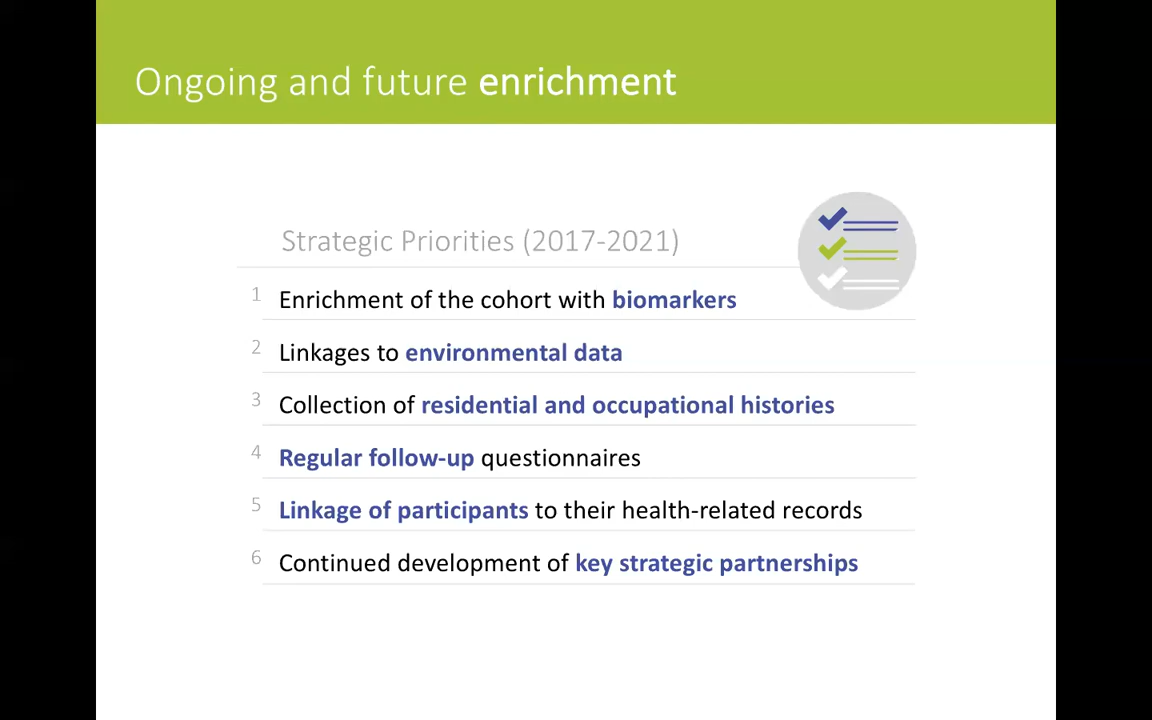 Ongoing and future enrichment
Strategic Priorities (2017-2021)
1 Enrichment of the cohort with biomarkers
2 Linkages to environmental data
3 Collection of residential and occupational histories
4 Regular follow-up questionnaires
5 Linkage of participants to their health-related records
6 Continued development of key strategic partnerships